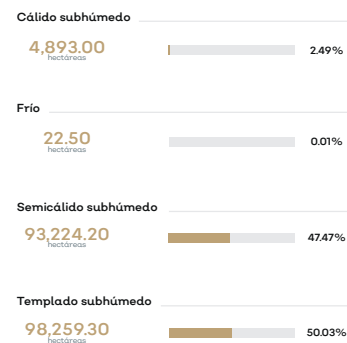 Cálido subhúmedo
4,893.00
hectáreas
2.49%
Frío
22.50
hectáreas
0.01%
Semicálido subhúmedo
93,224.20
hectáreas
47.47%
Templado subhúmedo
98,259.30
hectáreas
50.03%